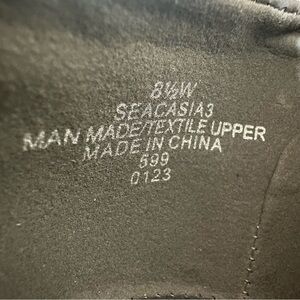 8½W
SEACASIA3
MAN MADE/TEXTILE UPPER
MADE IN CHINA
599
0123